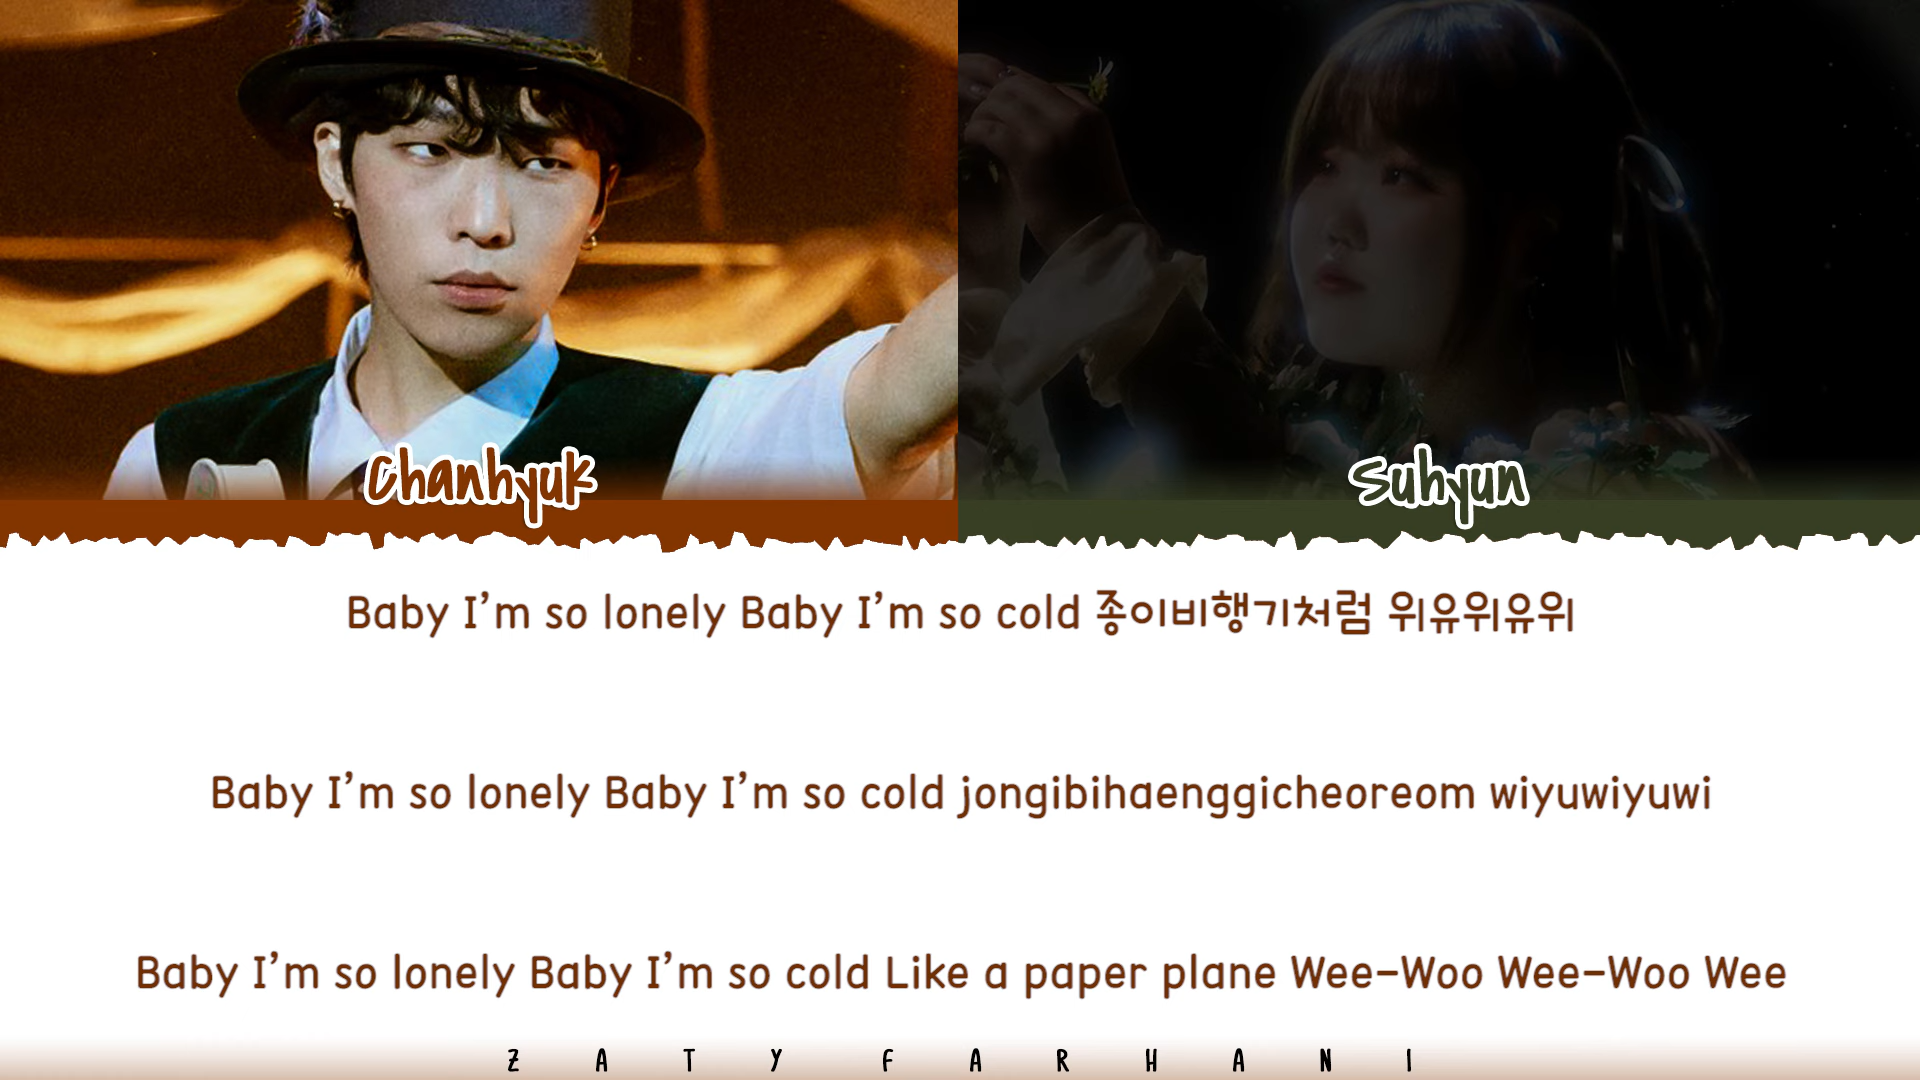 Chanhyuk
Suhyun
Baby I’m so lonely Baby I’m so cold 종이비행기처럼 위유위유위
Baby I’m so lonely Baby I’m so cold jongibihaenggicheoreom wiyuwiyuwi
Baby I’m so lonely Baby I’m so cold Like a paper plane Wee-Woo Wee-Woo Wee
ZATY FARHANI